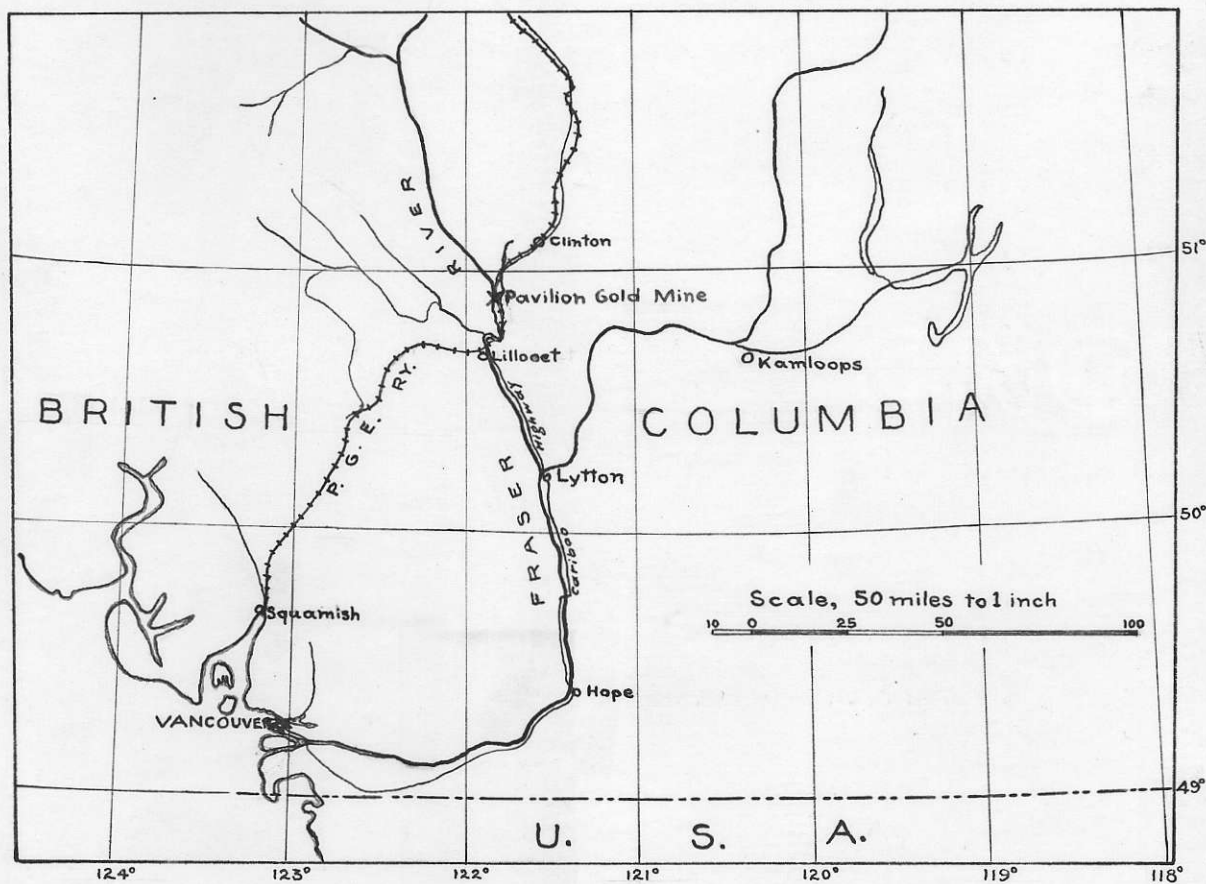 RIVER
Clinton
51°
Pavilion Gold Mine
Lillooet
Kamloops
P. G. E. RY.
BRITISH COLUMBIA
Highway
Lytton
FRASER
50°
Cariboo
Squamish
Scale, 50 miles to 1 inch
10 0 25 50 100
Hope
VANCOUVER
49°
U. S. A.
124° 123° 122° 121° 120° 119° 118°